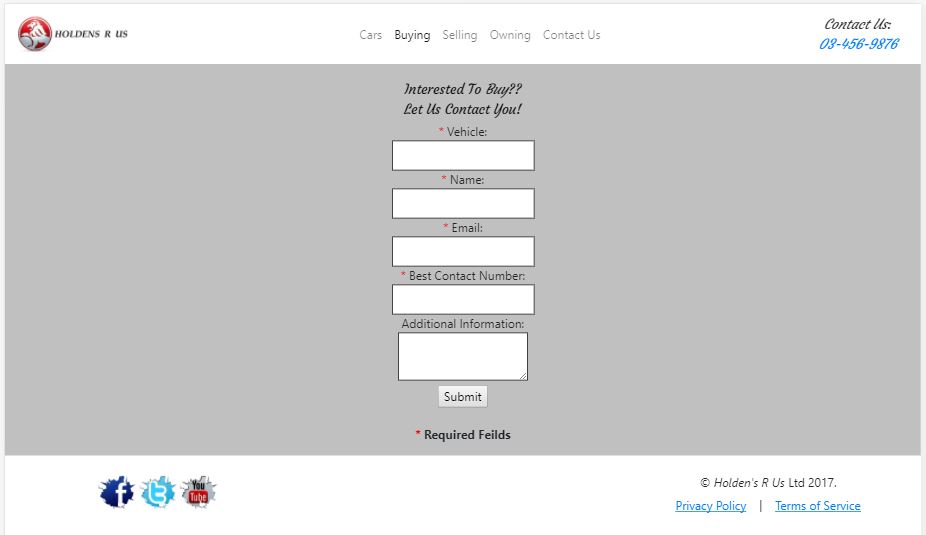 HOLDENS R US
Cars Buying Selling Owning Contact Us
Contact Us:
03-456-9876
Interested To Buy??
Let Us Contact You!
* Vehicle:
* Name:
* Email:
* Best Contact Number:
Additional Information:
Submit
* Required Feilds
f t You Tube
© Holden's R Us Ltd 2017.
Privacy Policy | Terms of Service